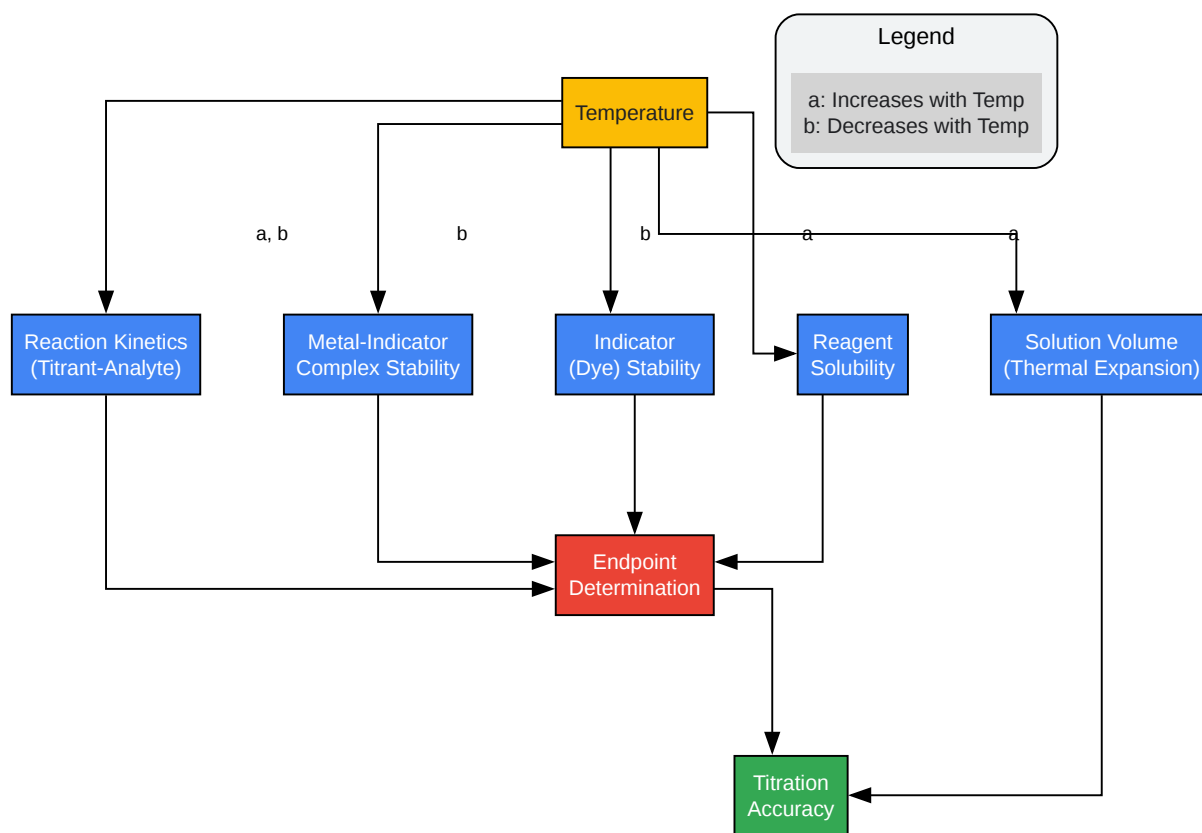 Legend
a: Increases with Temp
b: Decreases with Temp
Temperature
a, b
b
b
a
a
Reaction Kinetics
(Titrant-Analyte)
Metal-Indicator
Complex Stability
Indicator
(Dye) Stability
Reagent
Solubility
Solution Volume
(Thermal Expansion)
Endpoint
Determination
Titration
Accuracy